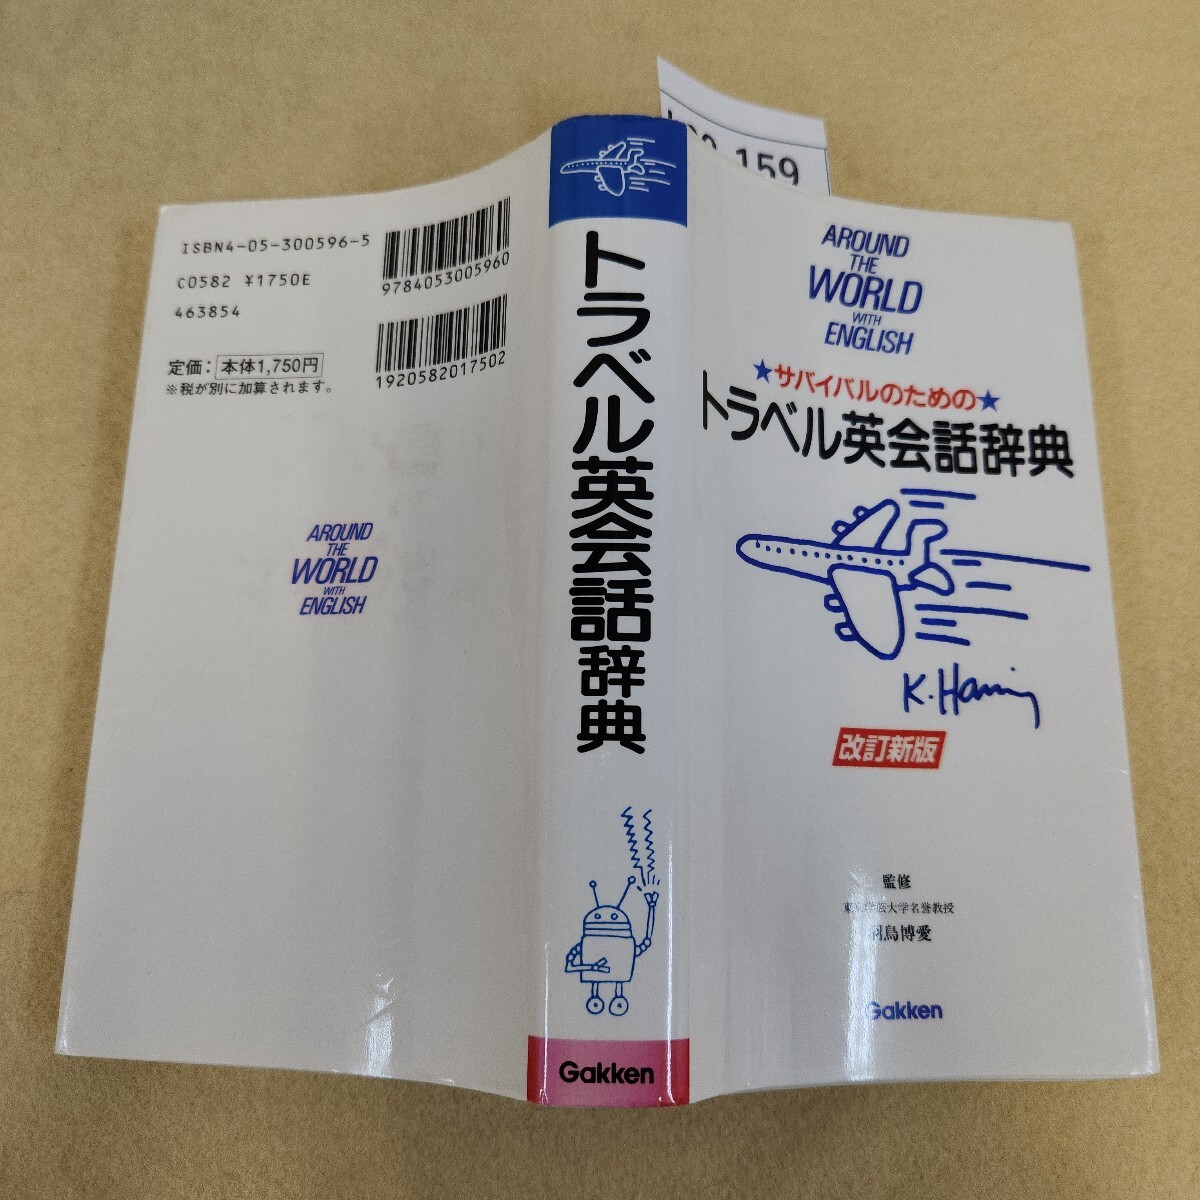 ISBN4-05-300596-5
C0582 ¥1750E
463854
9784053005960
1920582017502
定価：本体1,750円
※税が別に加算されます。
AROUND
THE
WORLD
WITH
ENGLISH
トラベル英会話辞典
Gakken
159
AROUND
THE
WORLD
WITH
ENGLISH
★サバイバルのための★
トラベル英会話辞典
K.Haring
改訂新版
監修
大学名誉教授
鳥博愛
Gakken